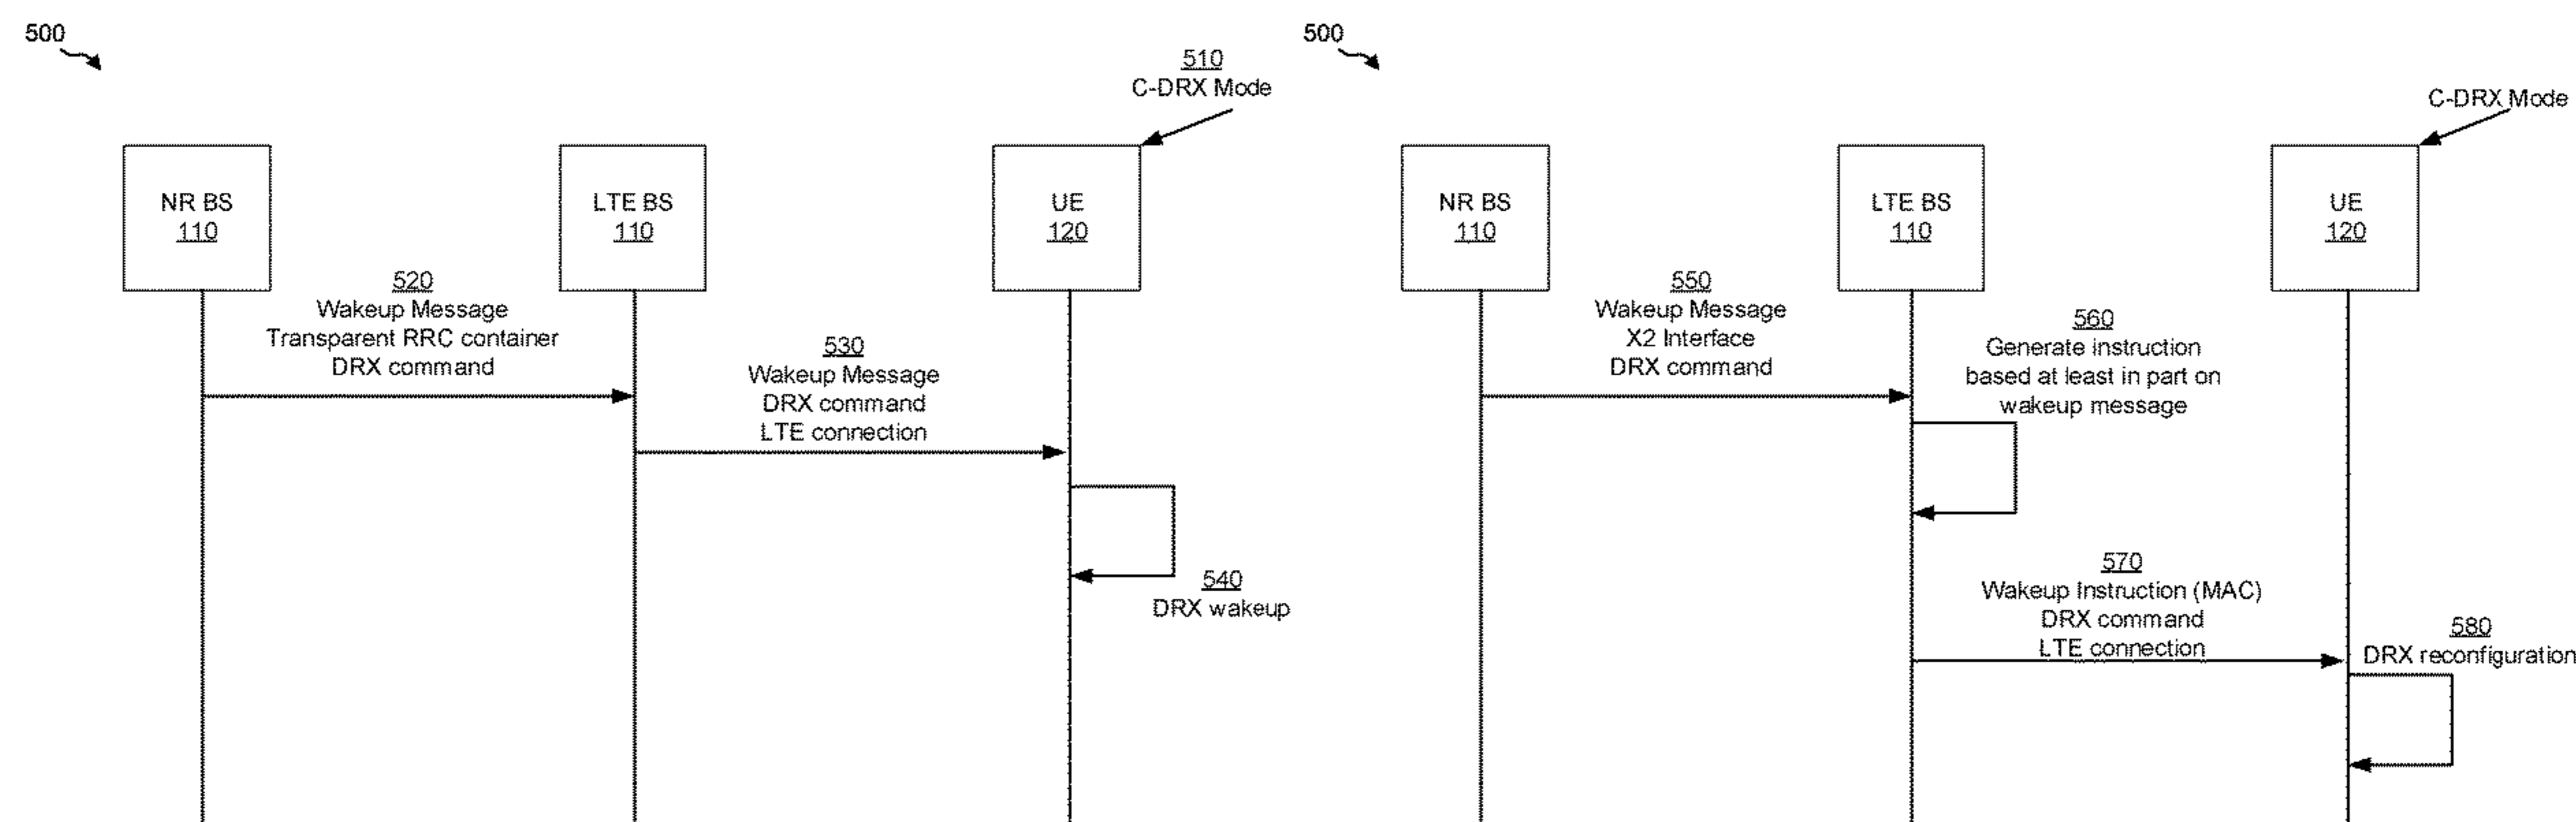 500
510
C-DRX Mode
NR BS
110
LTE BS
110
UE
120
520
Wakeup Message
Transparent RRC container
DRX command
530
Wakeup Message
DRX command
LTE connection
540
DRX wakeup
500
C-DRX Mode
NR BS
110
LTE BS
110
UE
120
550
Wakeup Message
X2 Interface
DRX command
560
Generate instruction
based at least in part on
wakeup message
570
Wakeup Instruction (MAC)
DRX command
LTE connection
580
DRX reconfiguration